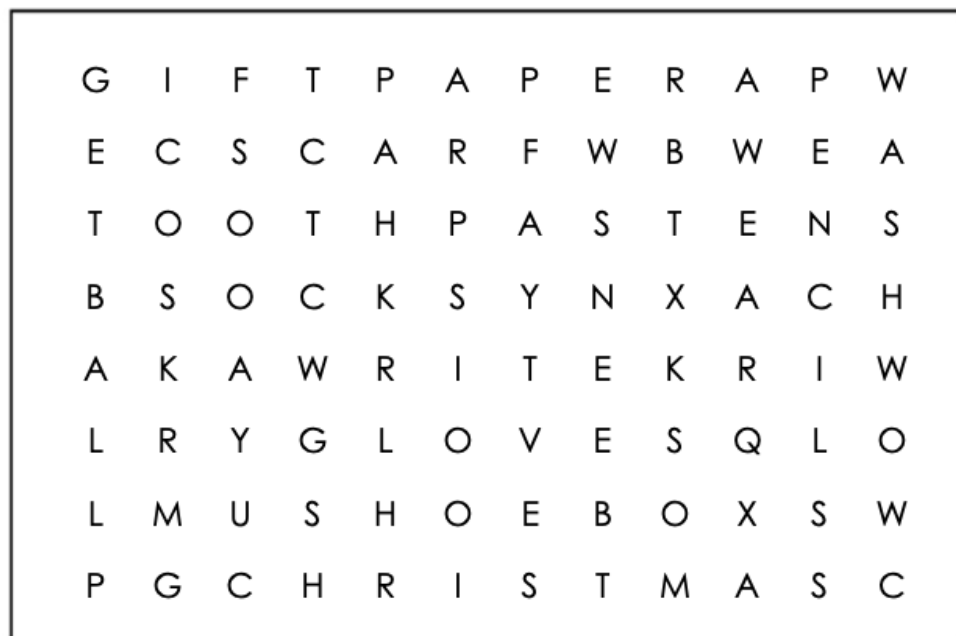 G I F T P A P E R A P W
E C S C A R F W B W E A
T O O T H P A S T E N S
B S O C K S Y N X A C H
A K A W R I T E K R I W
L R Y G L O V E S Q L O
L M U S H O E B O X S W
P G C H R I S T M A S C